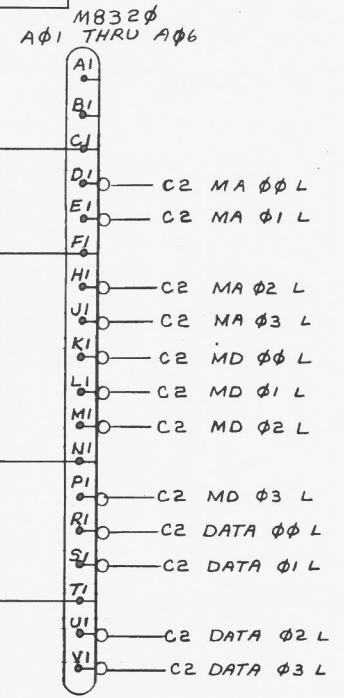 M832Ø
AØ1 THRU AØ6
A1
B1
C1
D1 C2 MA ØØ L
E1 C2 MA Ø1 L
F1
H1 C2 MA Ø2 L
J1 C2 MA Ø3 L
K1 C2 MD ØØ L
L1 C2 MD Ø1 L
M1 C2 MD Ø2 L
N1
P1 C2 MD Ø3 L
R1 C2 DATA ØØ L
S1 C2 DATA Ø1 L
T1
U1 C2 DATA Ø2 L
V1 C2 DATA Ø3 L